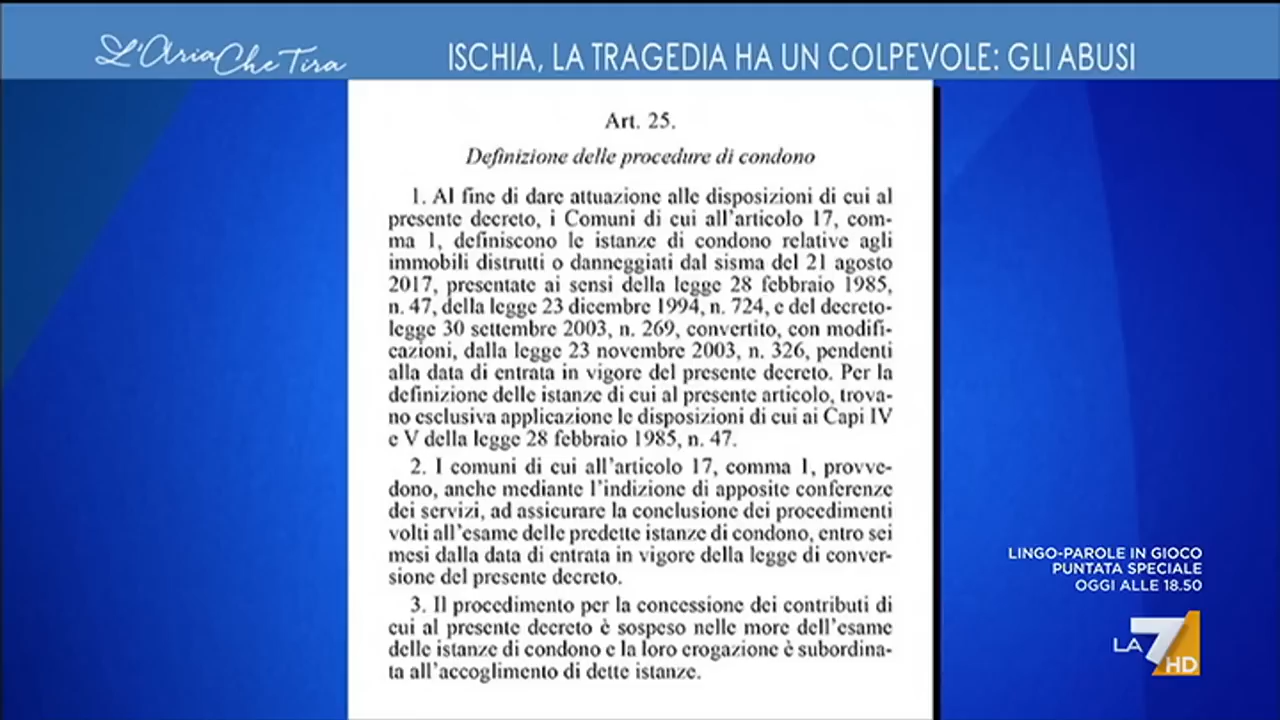 L'Aria Che Tira
ISCHIA, LA TRAGEDIA HA UN COLPEVOLE: GLI ABUSI
Art. 25.
Definizione delle procedure di condono
1. Al fine di dare attuazione alle disposizioni di cui al
presente decreto, i Comuni di cui all'articolo 17, com-
ma 1, definiscono le istanze di condono relative agli
immobili distrutti o danneggiati dal sisma del 21 agosto
2017, presentate ai sensi della legge 28 febbraio 1985,
n. 47, della legge 23 dicembre 1994, n. 724, e del decreto-
legge 30 settembre 2003, n. 269, convertito, con modifi-
cazioni, dalla legge 23 novembre 2003, n. 326, pendenti
alla data di entrata in vigore del presente decreto. Per la
definizione delle istanze di cui al presente articolo, trova-
no esclusiva applicazione le disposizioni di cui ai Capi IV
e V della legge 28 febbraio 1985, n. 47.
2. I comuni di cui all'articolo 17, comma 1, provve-
dono, anche mediante l'indizione di apposite conferenze
dei servizi, ad assicurare la conclusione dei procedimenti
volti all'esame delle predette istanze di condono, entro sei
mesi dalla data di entrata in vigore della legge di conver-
sione del presente decreto.
3. Il procedimento per la concessione dei contributi di
cui al presente decreto è sospeso nelle more dell'esame
delle istanze di condono e la loro erogazione è subordina-
ta all'accoglimento di dette istanze.
LINGO-PAROLE IN GIOCO
PUNTATA SPECIALE
OGGI ALLE 18.50
LA 7 HD